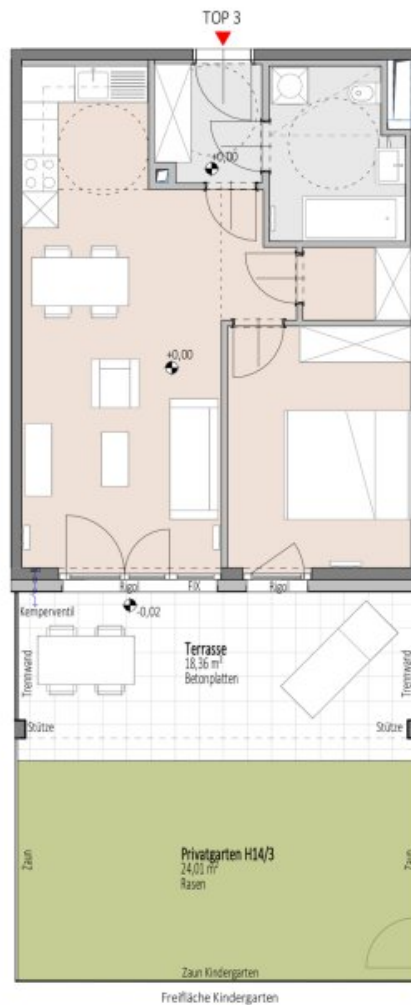 TOP 3
+0,00
+0,00
Rigol
FIX
Rigol
Kemperventil
-0,02
Trennwand
Terrasse
18,36 m²
Betonplatten
Trennwand
Stütze
Stütze
Zaun
Privatgarten H14/3
24,01 m²
Rasen
Zaun
Zaun Kindergarten
Freifläche Kindergarten